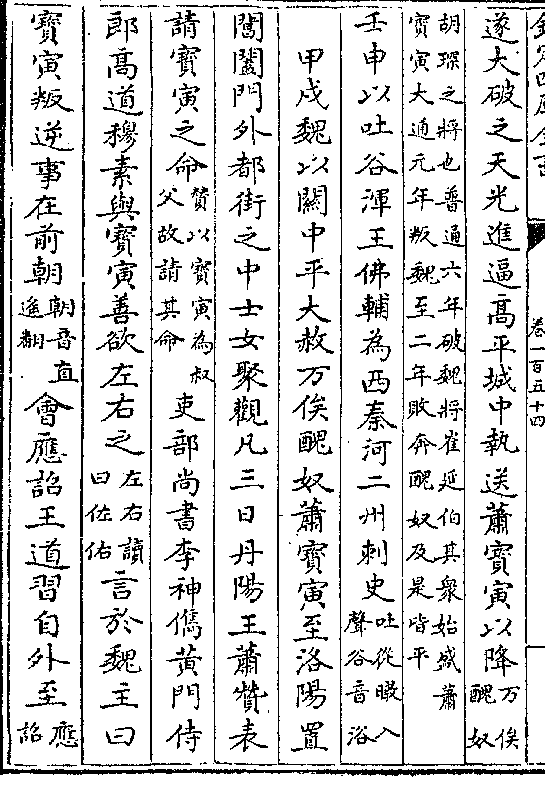 卷一百五十四
遂大破之天光進逼高平城中執送蕭寶寅以降万俟醜奴
胡琛之將也普通六年破魏將崔延伯其衆始盛蕭
寶寅大通元年叛魏至二年敗奔醜奴及是皆平
壬申以吐谷渾王佛輔為西秦河二州刺史吐從暾入聲谷音浴
甲戌魏以關中平大赦万俟醜奴蕭寶寅至洛陽置
閶闔門外都街之中士女聚觀凡三日丹陽王蕭贊表
請寶寅之命贊以寶寅為叔父故請其命吏部尚書李神儁黃門侍
郎高道穆素與寶寅善欲左右之左右讀曰佐佑言於魏主曰
寶寅叛逆事在前朝朝音直遙翻會應詔王道習自外至應詔